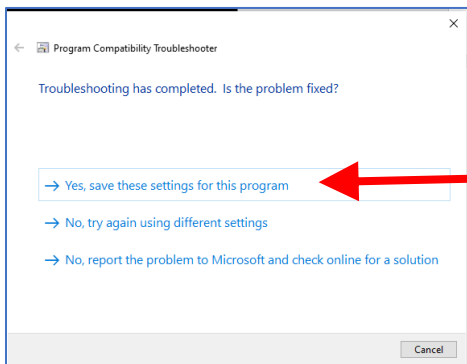 Program Compatibility Troubleshooter
Troubleshooting has completed. Is the problem fixed?
Yes, save these settings for this program
No, try again using different settings
No, report the problem to Microsoft and check online for a solution
Cancel